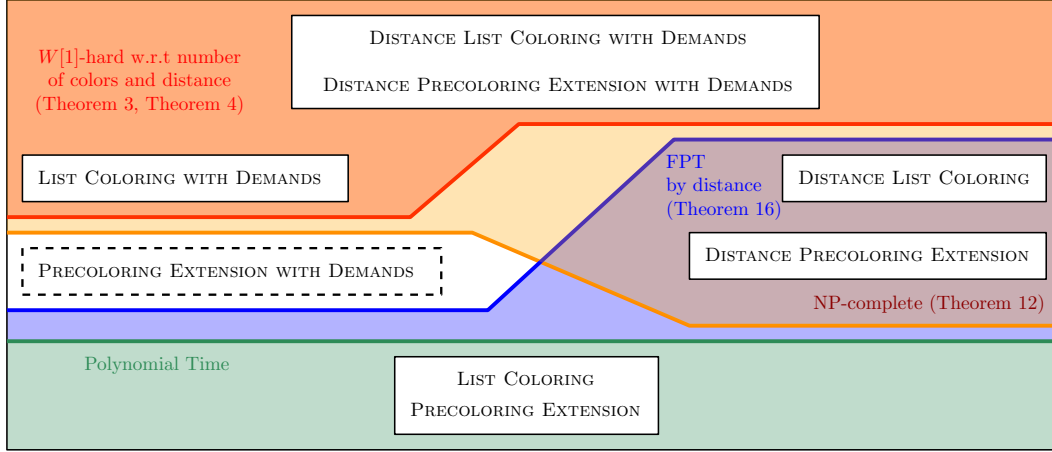 W[1]-hard w.r.t number
of colors and distance
(Theorem 3, Theorem 4)
Distance List Coloring with Demands
Distance Precoloring Extension with Demands
List Coloring with Demands
FPT
by distance
(Theorem 16)
Distance List Coloring
Precoloring Extension with Demands
Distance Precoloring Extension
NP-complete (Theorem 12)
Polynomial Time
List Coloring
Precoloring Extension